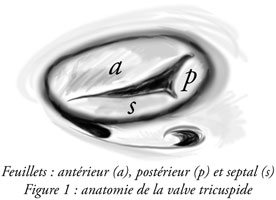 a
p
s
Feuillets : antérieur (a), postérieur (p) et septal (s)
Figure 1 : anatomie de la valve tricuspide